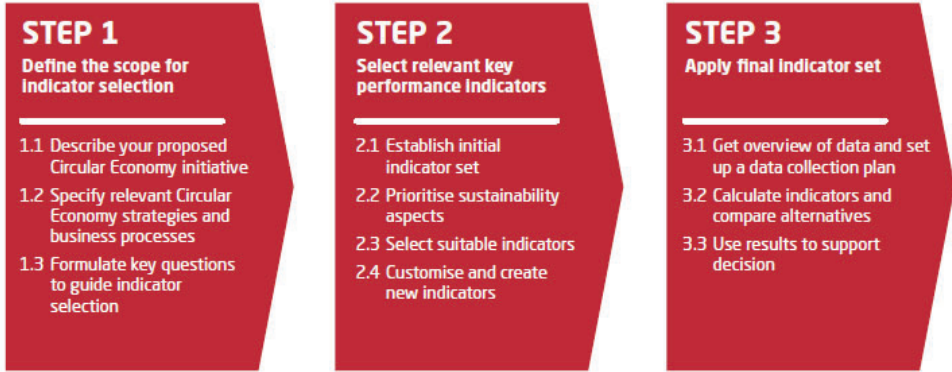 STEP 1
Define the scope for
indicator selection
1.1 Describe your proposed
Circular Economy initiative
1.2 Specify relevant Circular
Economy strategies and
business processes
1.3 Formulate key questions
to guide indicator
selection
STEP 2
Select relevant key
performance indicators
2.1 Establish initial
indicator set
2.2 Prioritise sustainability
aspects
2.3 Select suitable indicators
2.4 Customise and create
new indicators
STEP 3
Apply final indicator set
3.1 Get overview of data and set
up a data collection plan
3.2 Calculate indicators and
compare alternatives
3.3 Use results to support
decision